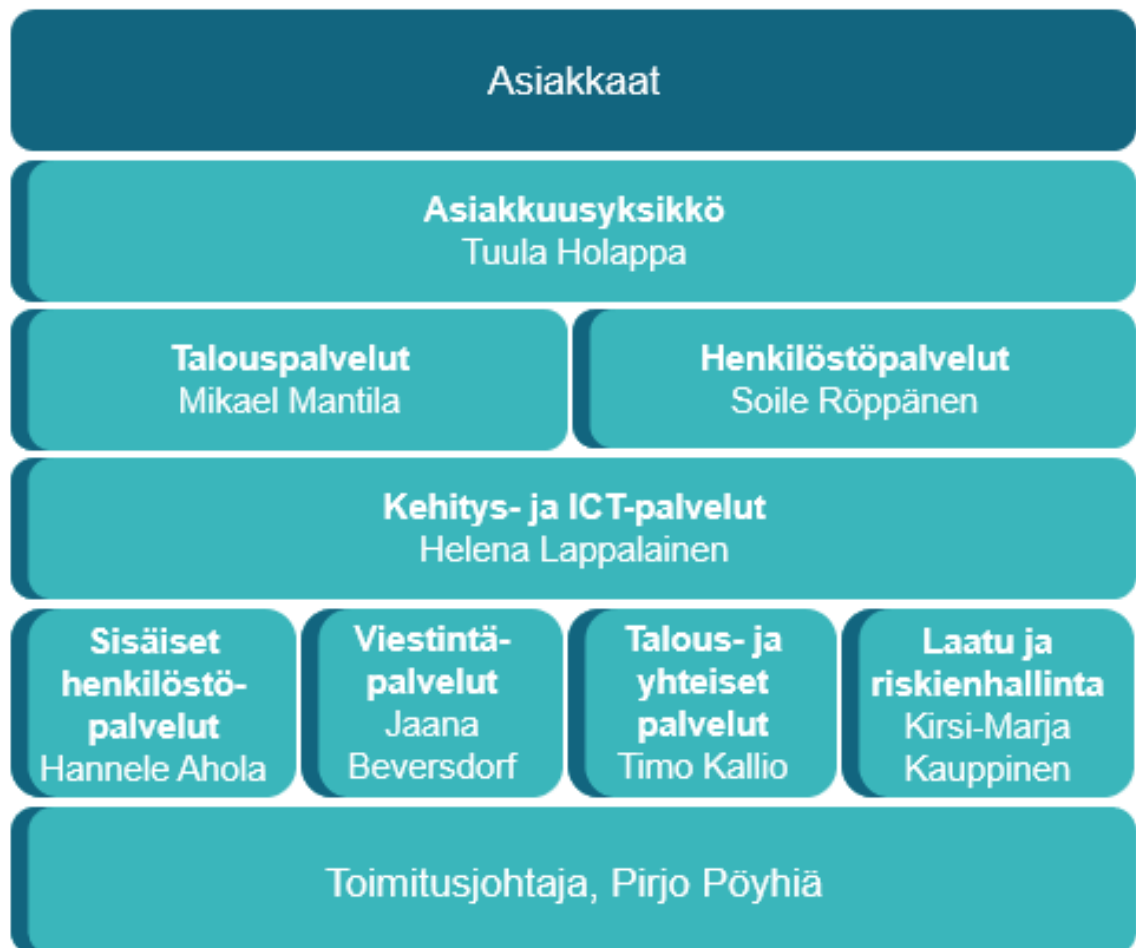 Asiakkaat
Asiakkuusyksikkö
Tuula Holappa
Talouspalvelut
Mikael Mantila
Henkilöstöpalvelut
Soile Röppänen
Kehitys- ja ICT-palvelut
Helena Lappalainen
Sisäiset
henkilöstö-
palvelut
Hannele Ahola
Viestintä-
palvelut
Jaana
Beversdorf
Talous- ja
yhteiset
palvelut
Timo Kallio
Laatu ja
riskienhallinta
Kirsi-Marja
Kauppinen
Toimitusjohtaja, Pirjo Pöyhiä